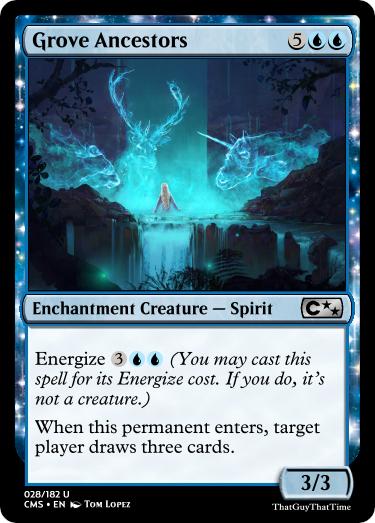 Grove Ancestors 5
Enchantment Creature — Spirit C
Energize 3 (You may cast this
spell for its Energize cost. If you do, it's
not a creature.)
When this permanent enters, target
player draws three cards.
3/3
028/182 U
CMS • EN Tom Lopez
ThatGuyThatTime